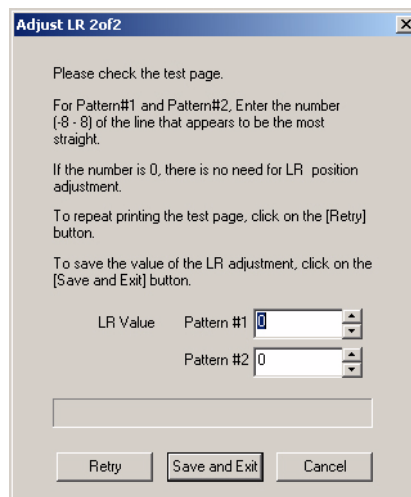 Adjust LR 2of2
Please check the test page.
For Pattern#1 and Pattern#2, Enter the number
(-8 - 8) of the line that appears to be the most
straight.
If the number is 0, there is no need for LR position
adjustment.
To repeat printing the test page, click on the [Retry]
button.
To save the value of the LR adjustment, click on the
[Save and Exit] button.
LR Value Pattern #1 0
Pattern #2 0
Retry Save and Exit Cancel